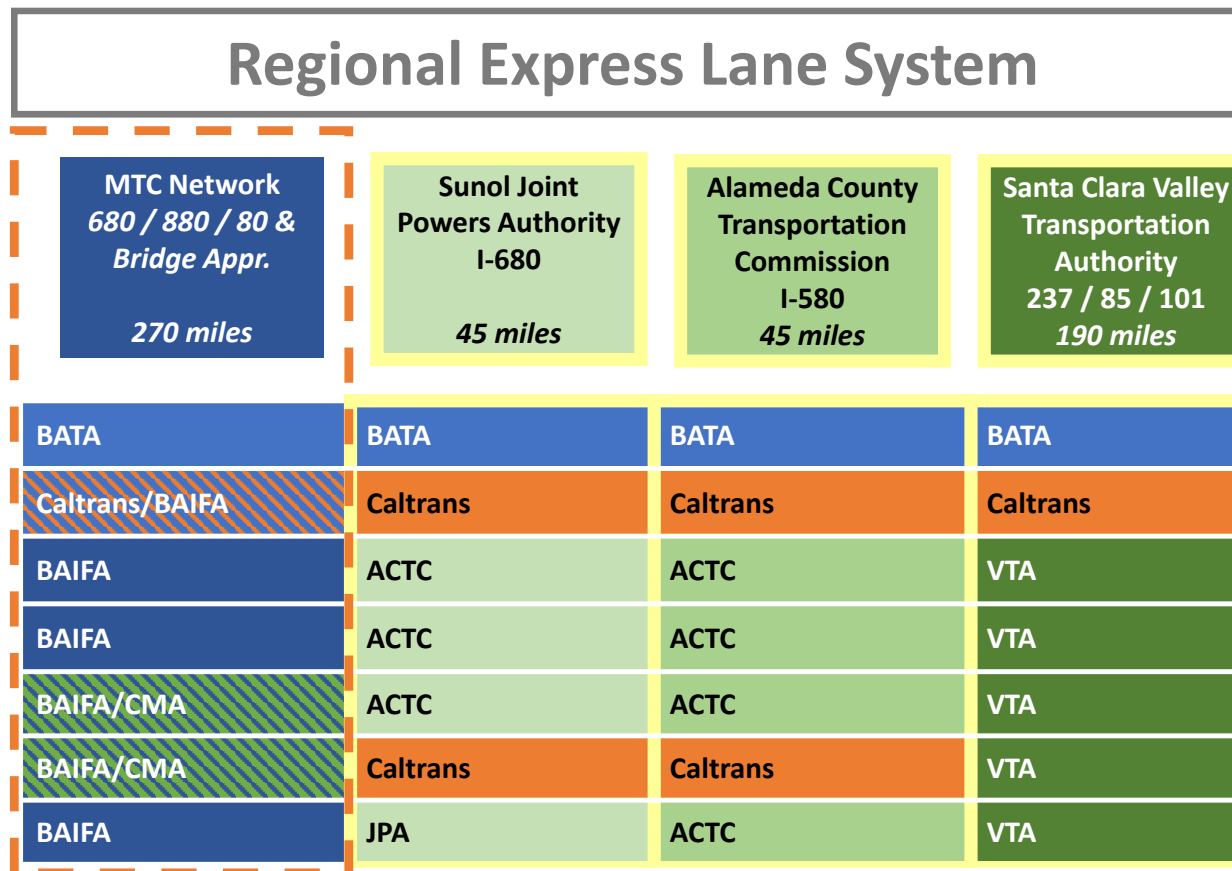 Regional Express Lane System
MTC Network
680 / 880 / 80 &
Bridge Appr.
270 miles
Sunol Joint
Powers Authority
I-680
45 miles
Alameda County
Transportation
Commission
I-580
45 miles
Santa Clara Valley
Transportation
Authority
237 / 85 / 101
190 miles
BATA BATA BATA BATA
Caltrans/BAIFA Caltrans Caltrans Caltrans
BAIFA ACTC ACTC VTA
BAIFA ACTC ACTC VTA
BAIFA/CMA ACTC ACTC VTA
BAIFA/CMA Caltrans Caltrans VTA
BAIFA JPA ACTC VTA